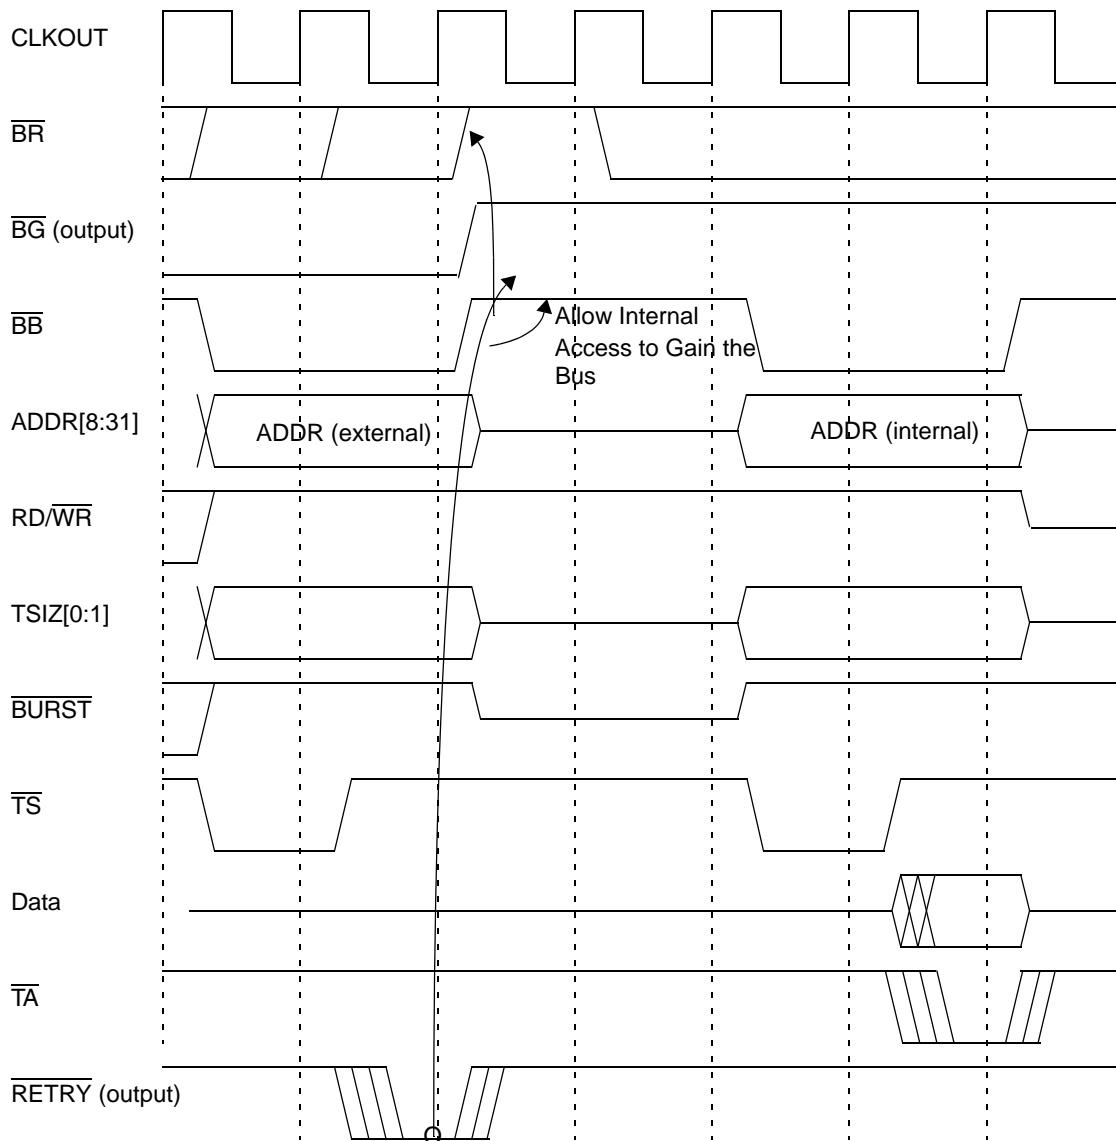 CLKOUT
BR
BG (output)
BB
Allow Internal
Access to Gain the
Bus
ADDR[8:31]
ADDR (external)
ADDR (internal)
RD/WR
TSIZ[0:1]
BURST
TS
Data
TA
RETRY (output)